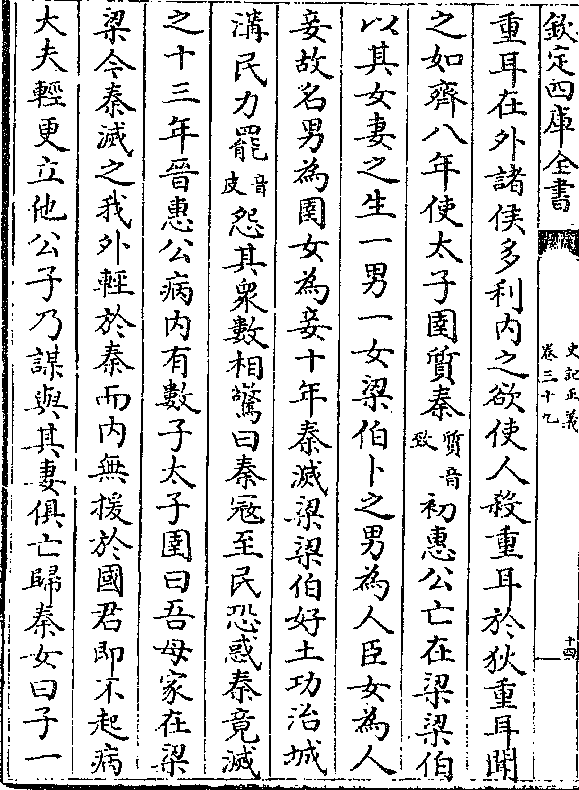 欽定四庫全書
史記正義
卷三十九
十四
重耳在外諸侯多利内之欲使人殺重耳於狄重耳聞
之如齊八年使太子圉質秦質音致初惠公亡在梁梁伯
以其女妻之生一男一女梁伯卜之男為人臣女為人
妾故名男為圉女為妾十年秦滅梁梁伯好土功治城
溝民力罷音皮怨其衆數相驚曰秦冦至民恐惑秦竟滅
之十三年晉惠公病内有數子太子圉曰吾母家在梁
梁今秦滅之我外輕於秦而内無援於國君即不起病
大夫輕更立他公子乃謀與其妻俱亡歸秦女曰子一